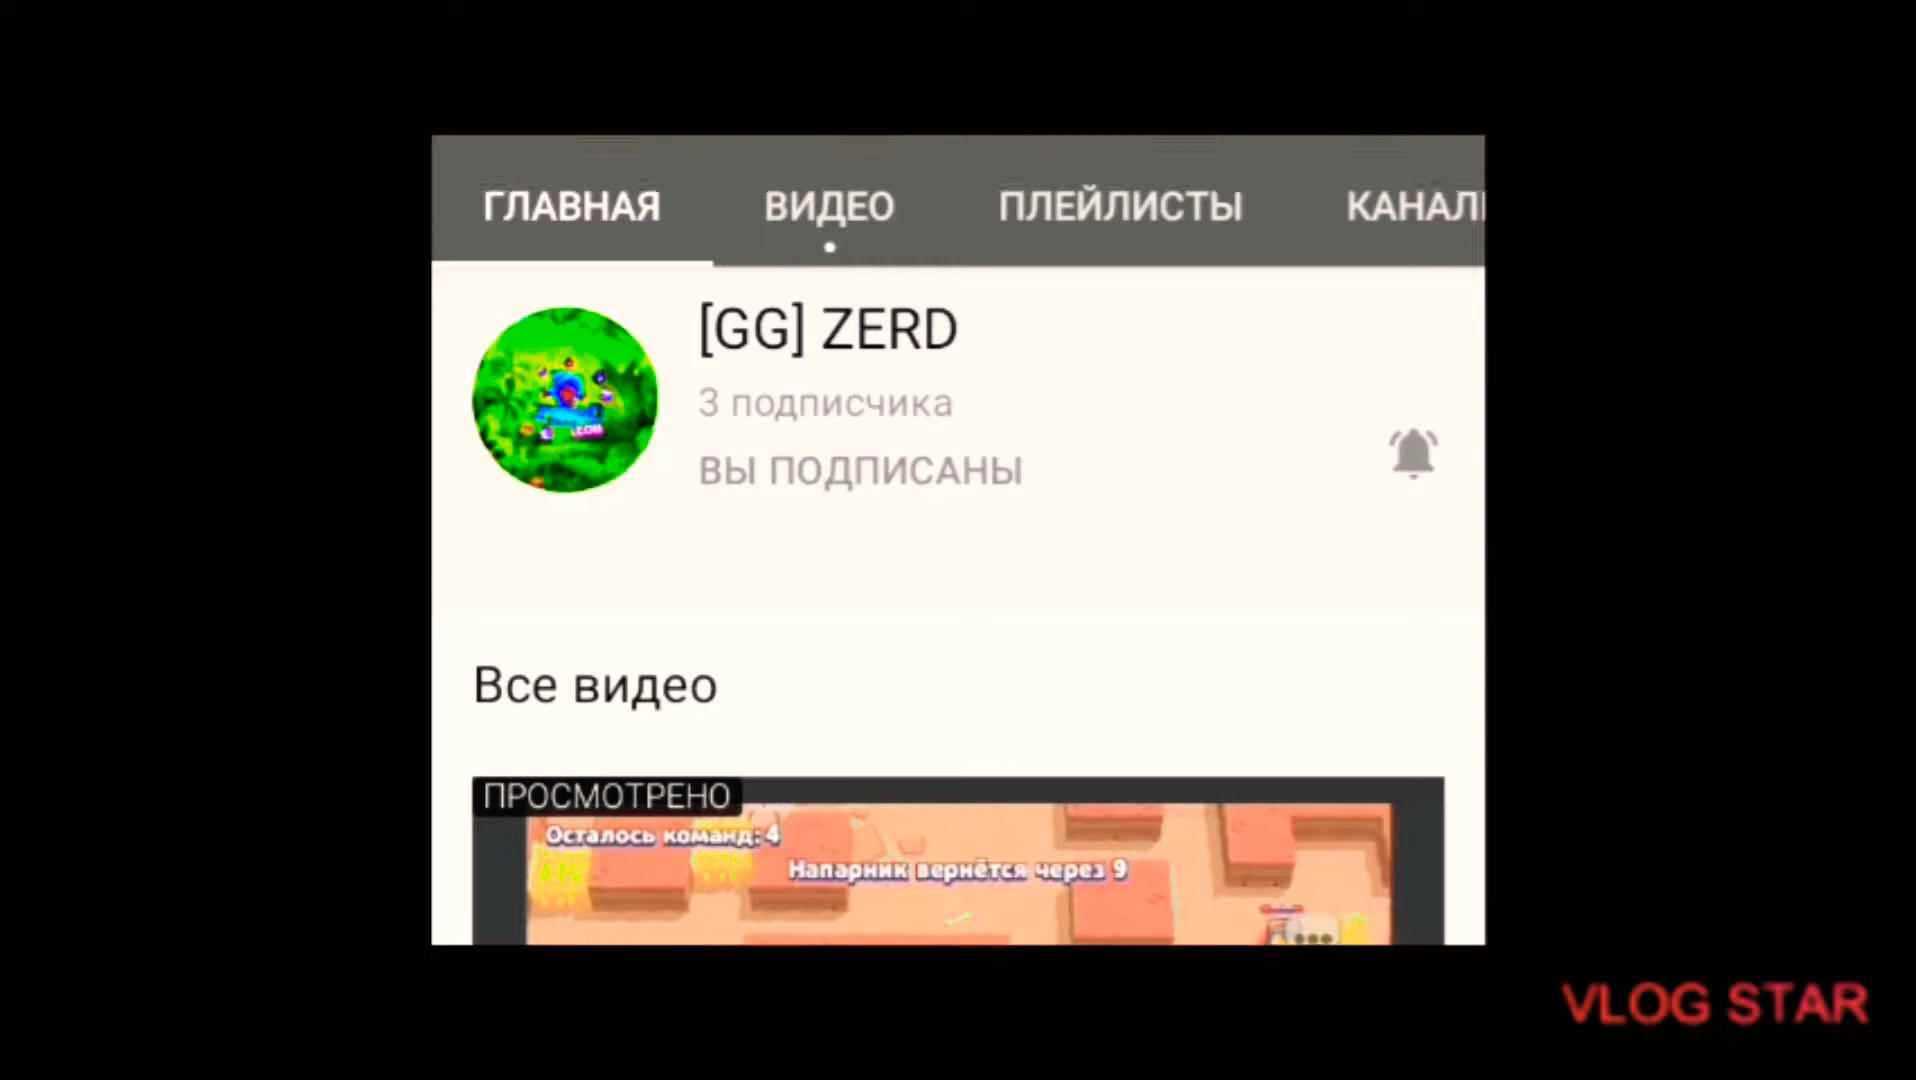 ГЛАВНАЯ ВИДЕО ПЛЕЙЛИСТЫ КАНАЛЫ
[GG] ZERD
3 подписчика
ВЫ ПОДПИСАНЫ
Все видео
ПРОСМОТРЕНО
Осталось команд: 4
Напарник вернётся через 9
VLOG STAR